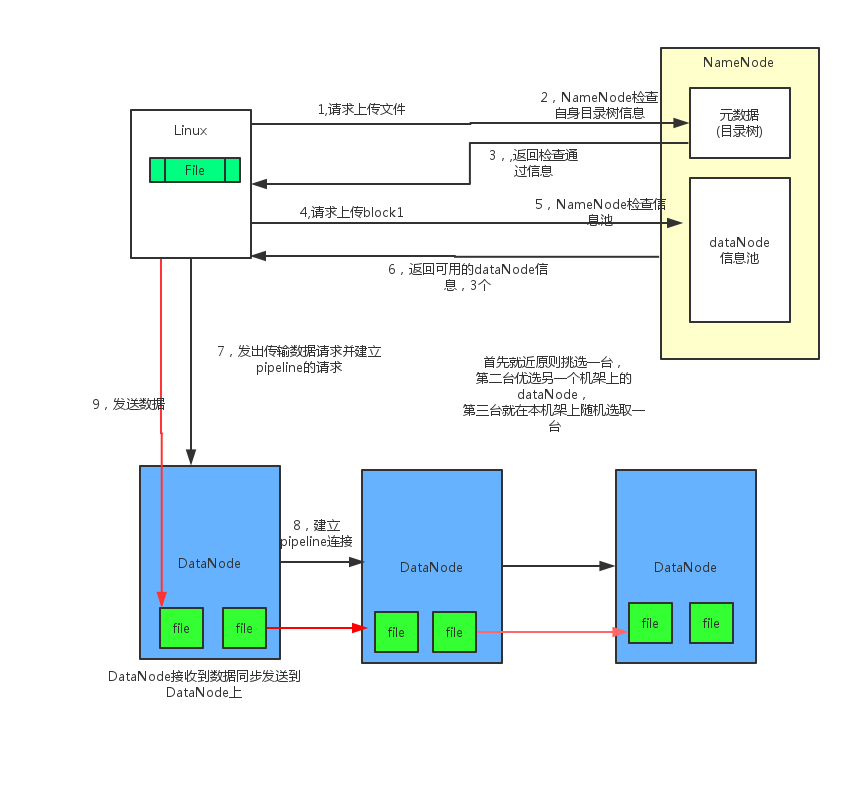 NameNode
1,请求上传文件
2，NameNode检查
自身目录树信息
元数据
(目录树)
Linux
File
3，,返回检查通
过信息
4,请求上传block1
5，NameNode检查信
息池
dataNode
信息池
6，返回可用的dataNode信
息，3个
7，发出传输数据请求并建立
pipeline的请求
首先就近原则挑选一台，
第二台优选另一个机架上的
dataNode，
第三台就在本机架上随机选取一
台
9，发送数据
8，建立
pipeline连接
DataNode
DataNode
DataNode
file
file
file
file
file
file
DataNode接收到数据同步发送到
DataNode上